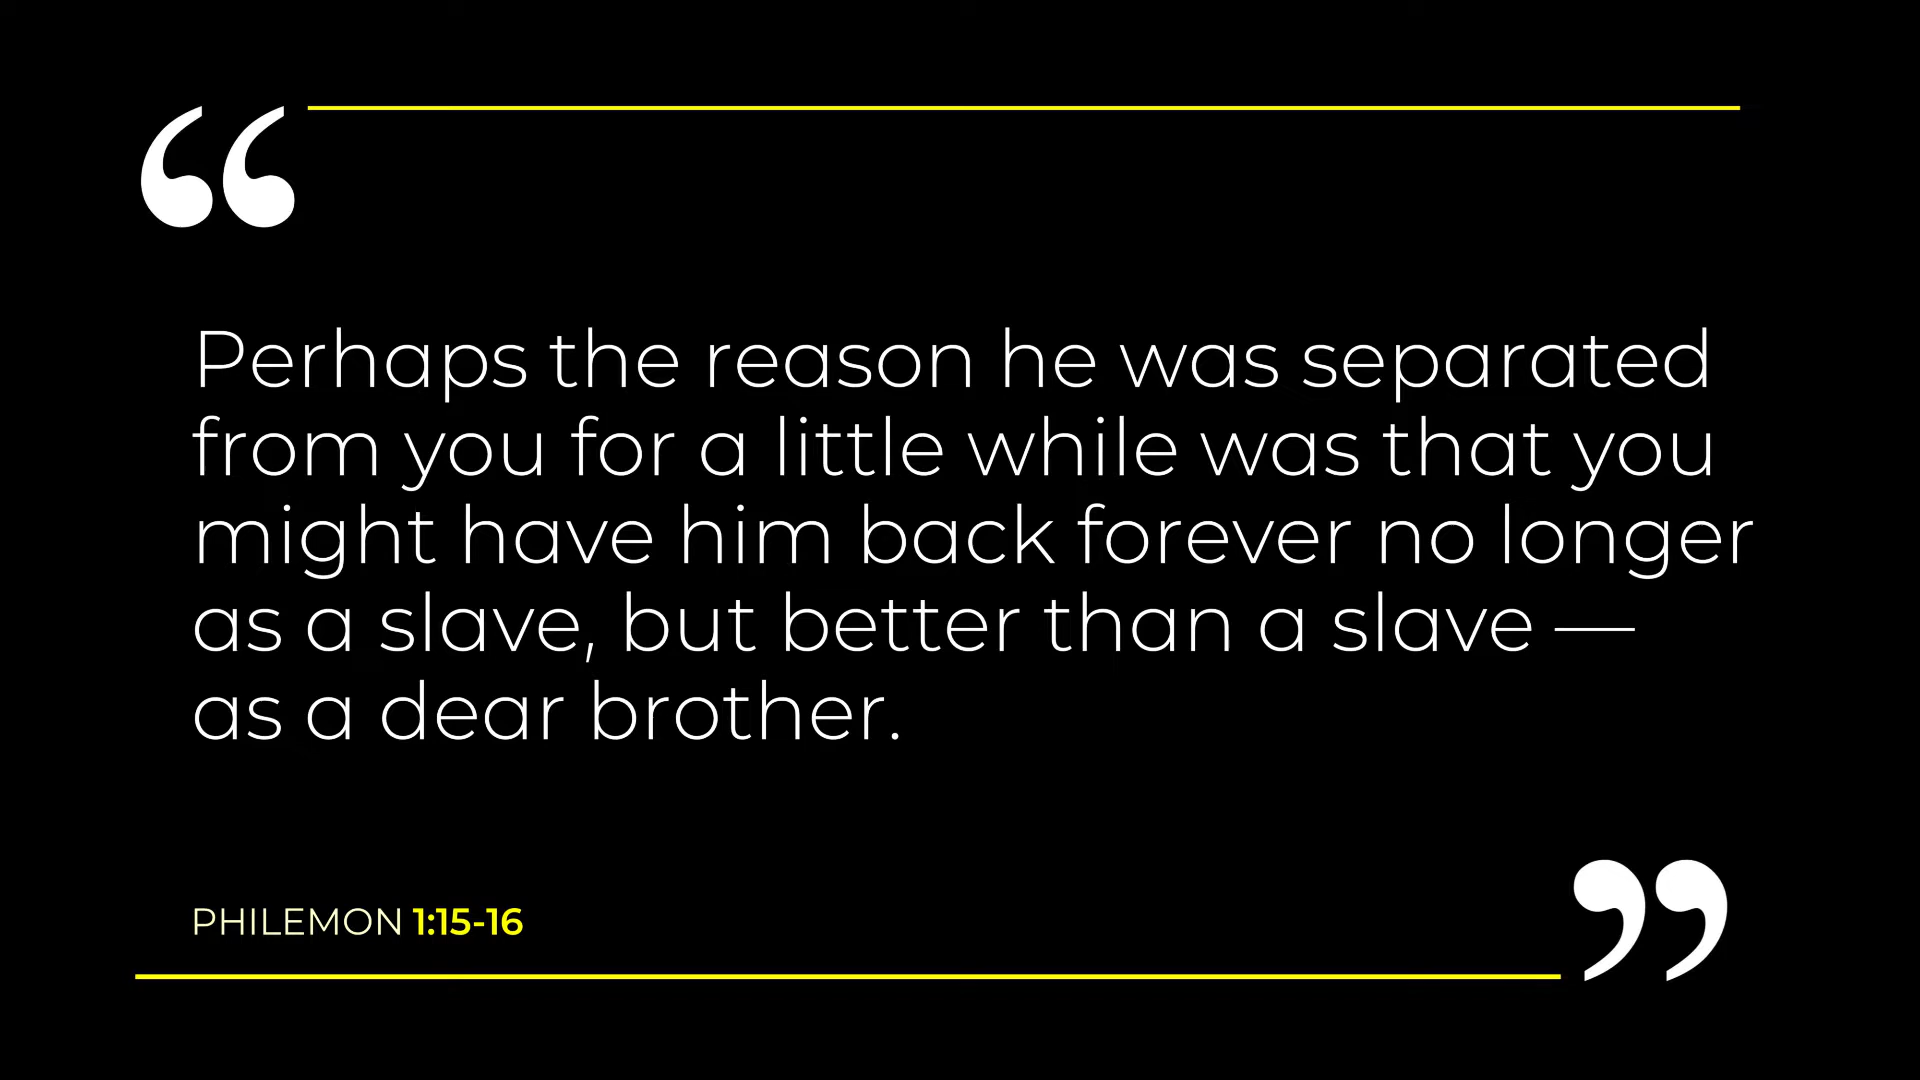 “
Perhaps the reason he was separated
from you for a little while was that you
might have him back forever no longer
as a slave, but better than a slave —
as a dear brother.
”
PHILEMON 1:15-16